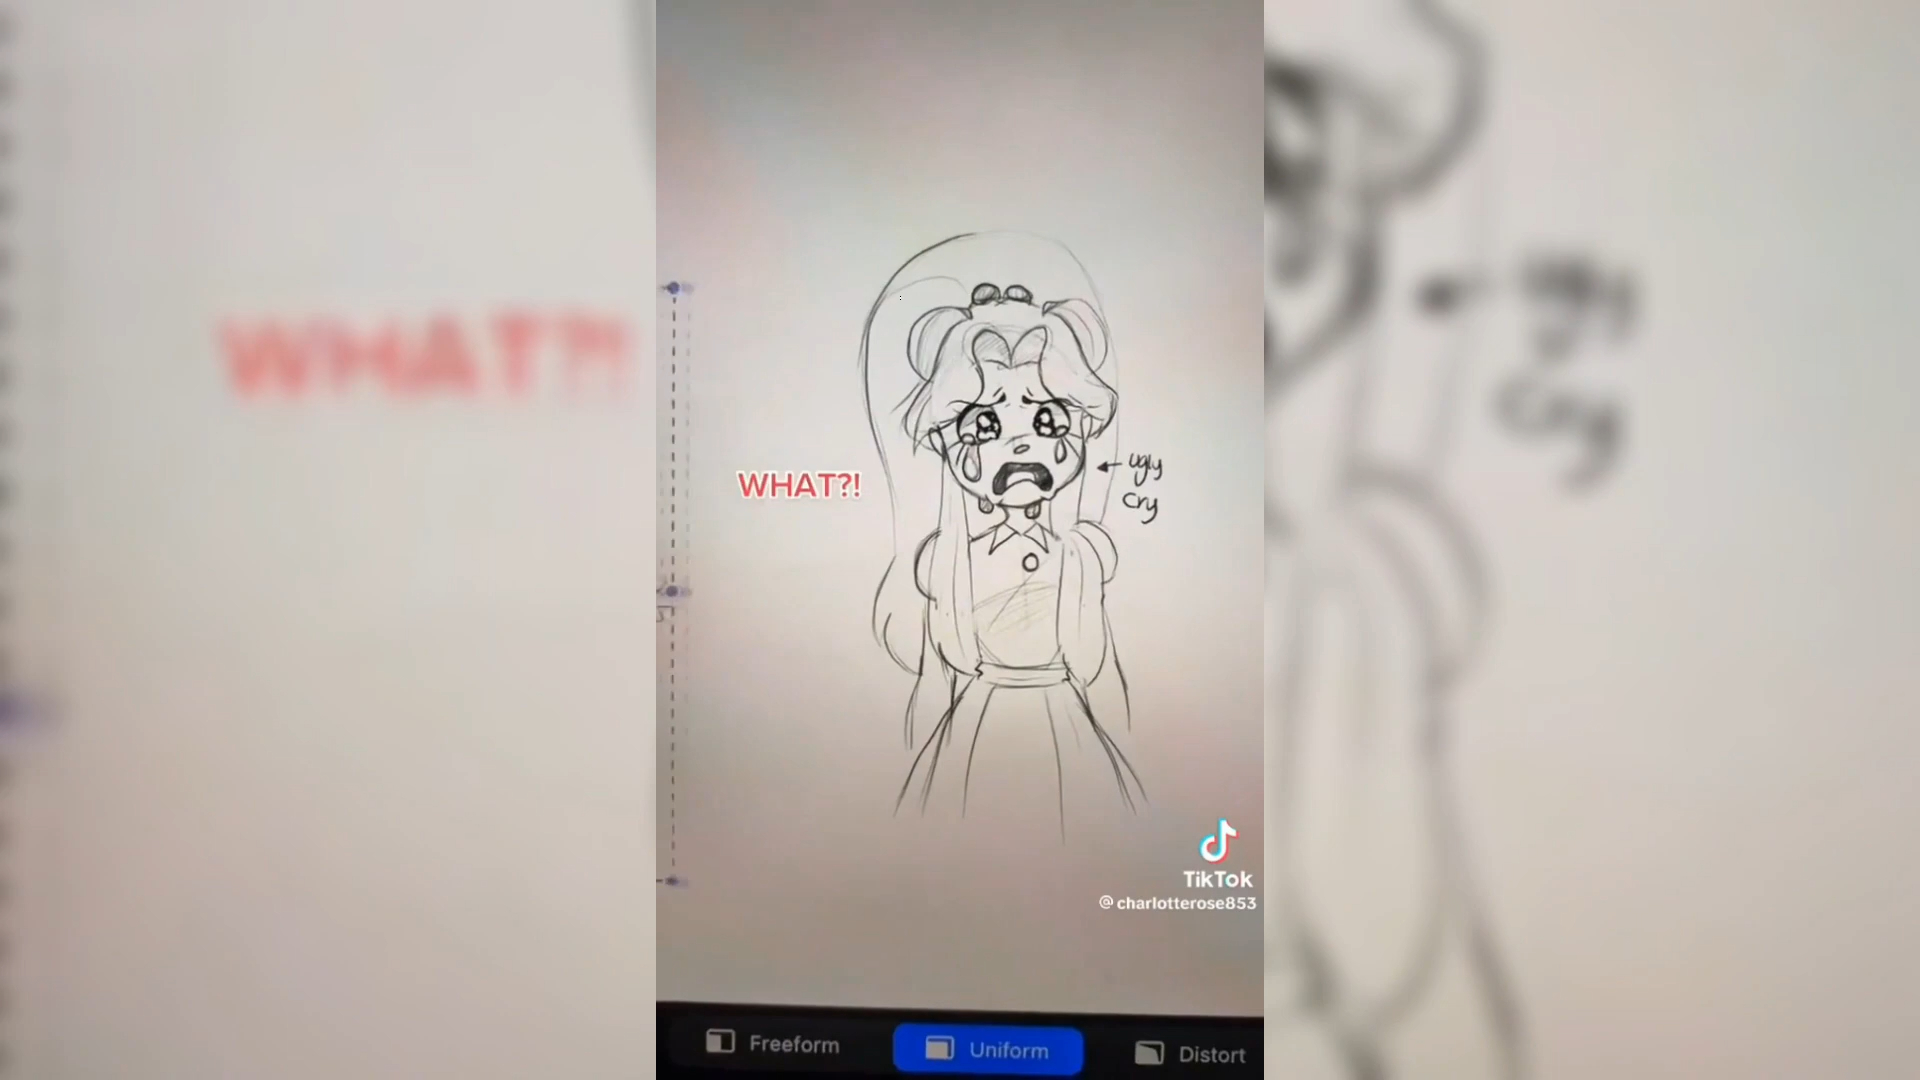 WHAT?!
ugly
cry
TikTok
@charlotterose853
Freeform
Uniform
Distort